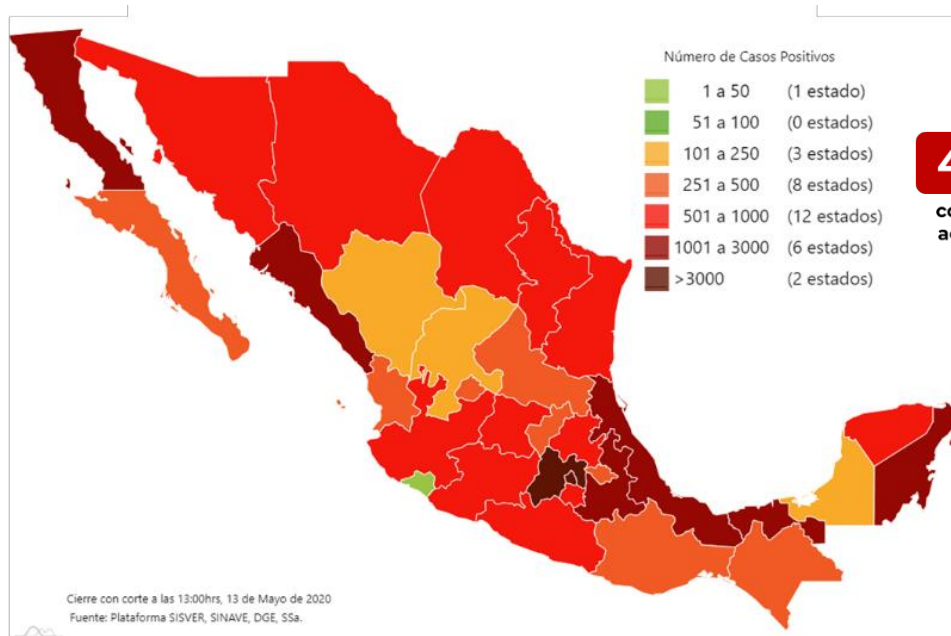 Número de Casos Positivos
1 a 50 (1 estado)
51 a 100 (0 estados)
101 a 250 (3 estados)
251 a 500 (8 estados)
501 a 1000 (12 estados)
1001 a 3000 (6 estados)
>3000 (2 estados)
4
co
a
Cierre con corte a las 13:00hrs, 13 de Mayo de 2020
Fuente: Plataforma SISVER, SINAVE, DGE, SSa.